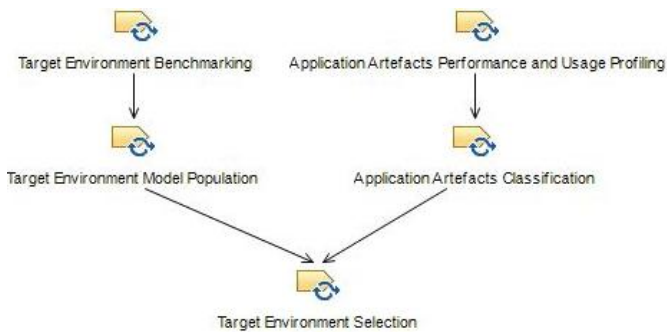 Target Environment Benchmarking
Application Artefacts Performance and Usage Profiling
Target Environment Model Population
Application Artefacts Classification
Target Environment Selection